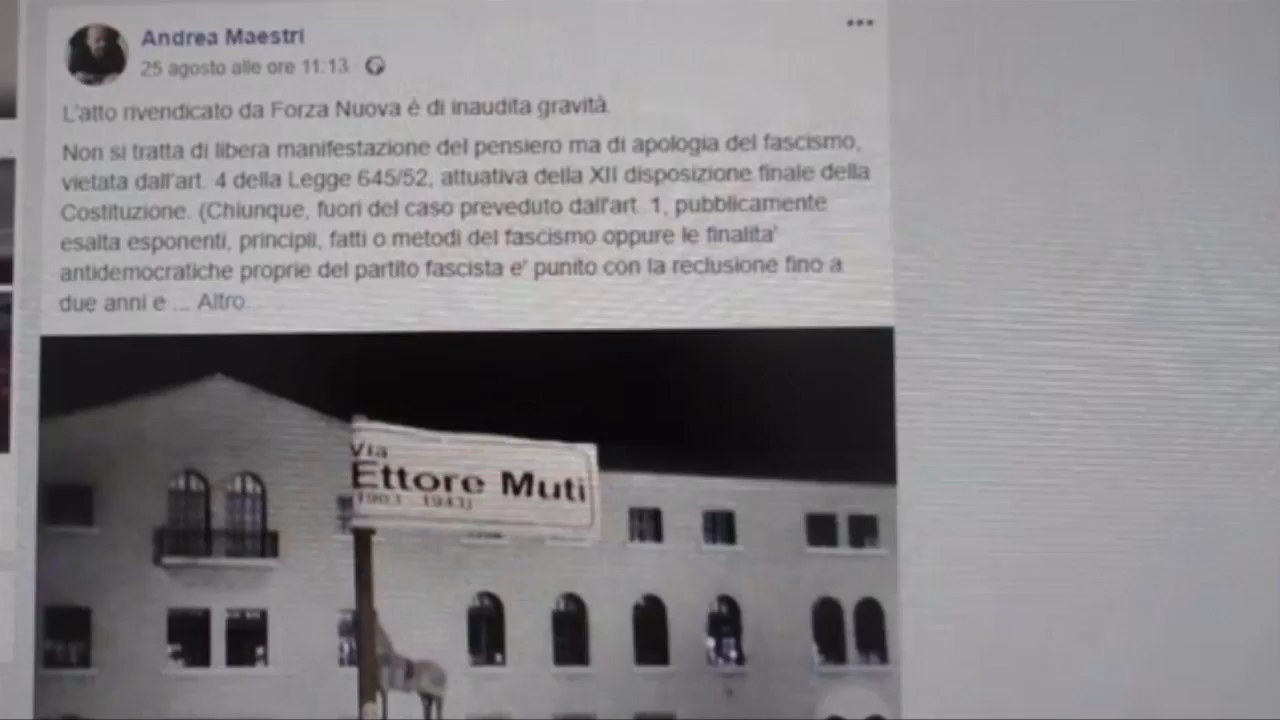 Andrea Maestri
25 agosto alle ore 11:13
L'atto rivendicato da Forza Nuova è di inaudita gravità.
Non si tratta di libera manifestazione del pensiero ma di apologia del fascismo,
vietata dall'art. 4 della Legge 645/52, attuativa della XII disposizione finale della
Costituzione. (Chiunque, fuori del caso preveduto dall'art. 1, pubblicamente
esalta esponenti, principii, fatti o metodi del fascismo oppure le finalita'
antidemocratiche proprie del partito fascista e' punito con la reclusione fino a
due anni e ... Altro
Via
Ettore Muti
(1902 - 1943)